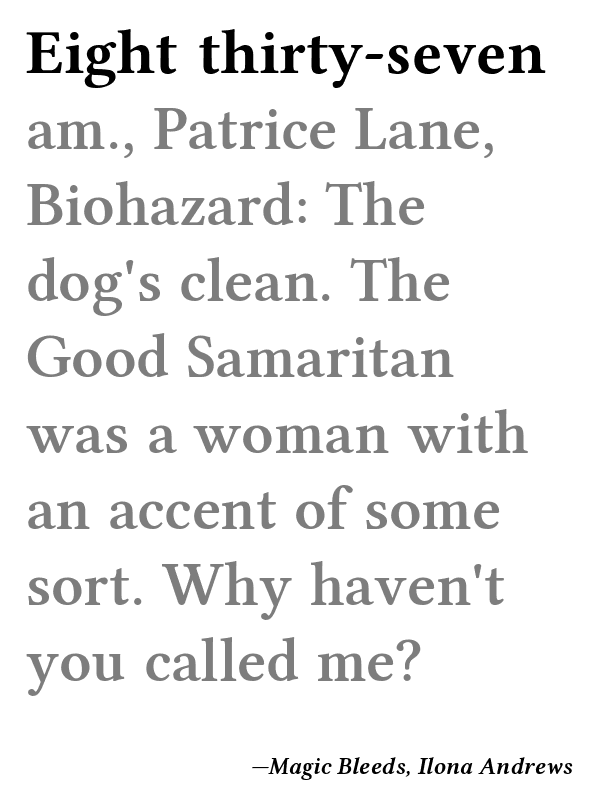 Eight thirty-seven
am., Patrice Lane,
Biohazard: The
dog's clean. The
Good Samaritan
was a woman with
an accent of some
sort. Why haven't
you called me?
—Magic Bleeds, Ilona Andrews